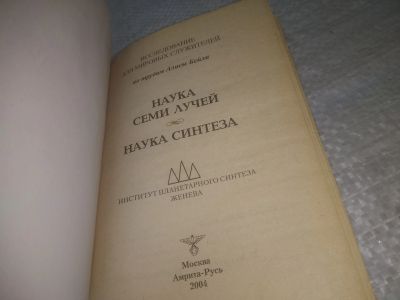 ИССЛЕДОВАНИЕ
ДЛЯ МИРОВЫХ СЛУЖИТЕЛЕЙ
по трудам Алисы Бейли
НАУКА
СЕМИ ЛУЧЕЙ
НАУКА СИНТЕЗА
ИНСТИТУТ ПЛАНЕТАРНОГО СИНТЕЗА
ЖЕНЕВА
Москва
Амрита-Русь
2004